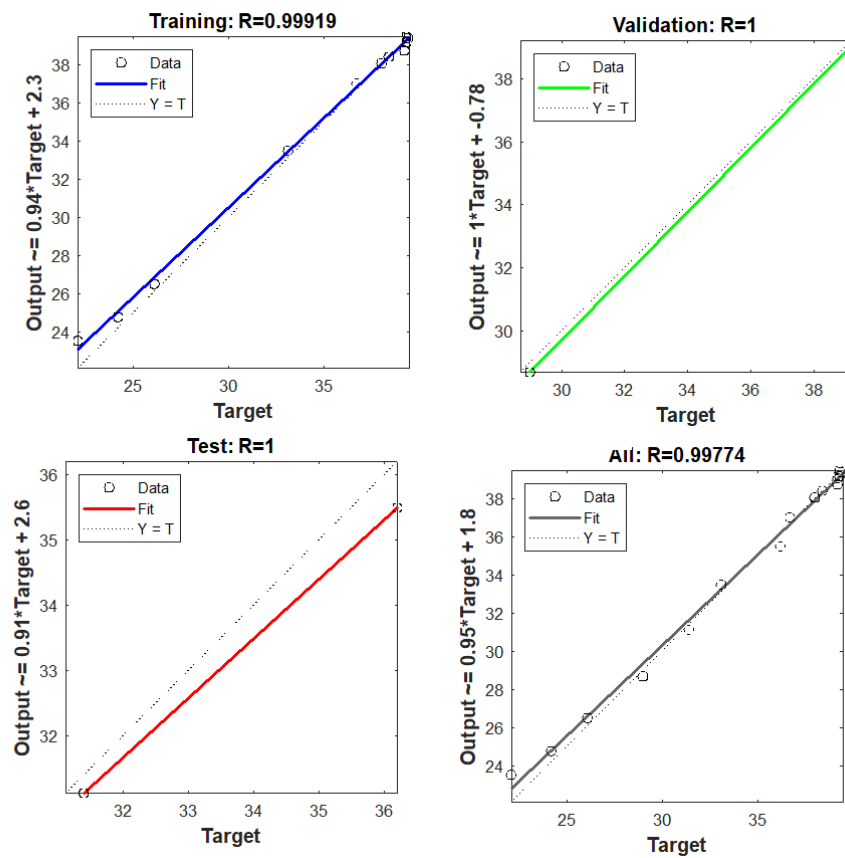 Training: R=0.99919
Output ~= 0.94*Target + 2.3
38
36
34
32
30
28
26
24
Data
Fit
Y = T
25
30
35
Target
Validation: R=1
Output ~= 1*Target + -0.78
38
36
34
32
30
Data
Fit
Y = T
30
32
34
36
38
Target
Test: R=1
Output ~= 0.91*Target + 2.6
36
35
34
33
32
Data
Fit
Y = T
32
33
34
35
36
Target
All: R=0.99774
Output ~= 0.95*Target + 1.8
38
36
34
32
30
28
26
24
Data
Fit
Y = T
25
30
35
Target